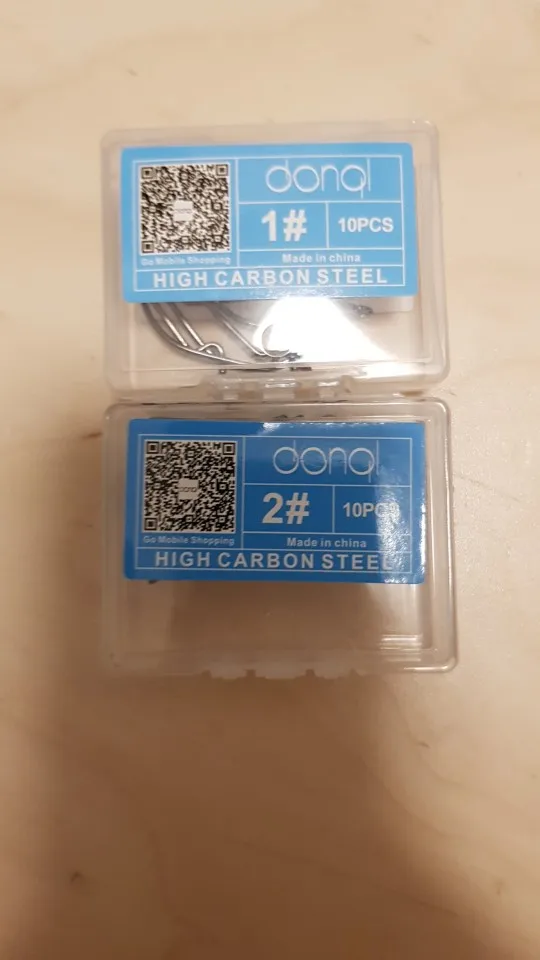 donql
1#
10PCS
Go Mobile Shopping
Made in china
HIGH CARBON STEEL
donql
2#
10PCS
Go Mobile Shopping
Made in china
HIGH CARBON STEEL